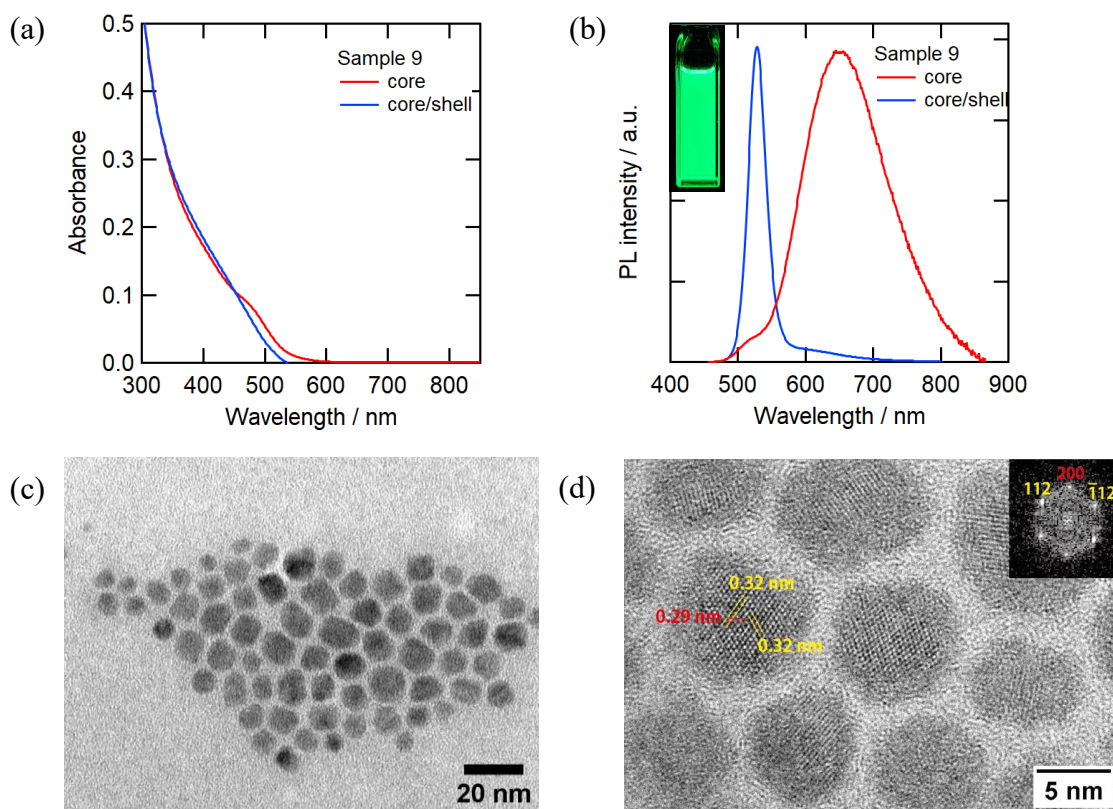 (a)
0.5
0.4
0.3
0.2
0.1
0.0
Absorbance
Sample 9
core
core/shell
300 400 500 600 700 800
Wavelength / nm
(b)
PL intensity / a.u.
Sample 9
core
core/shell
400 500 600 700 800 900
Wavelength / nm
(c)
20 nm
(d)
200
112 1̅12
0.32 nm
0.29 nm
0.32 nm
5 nm